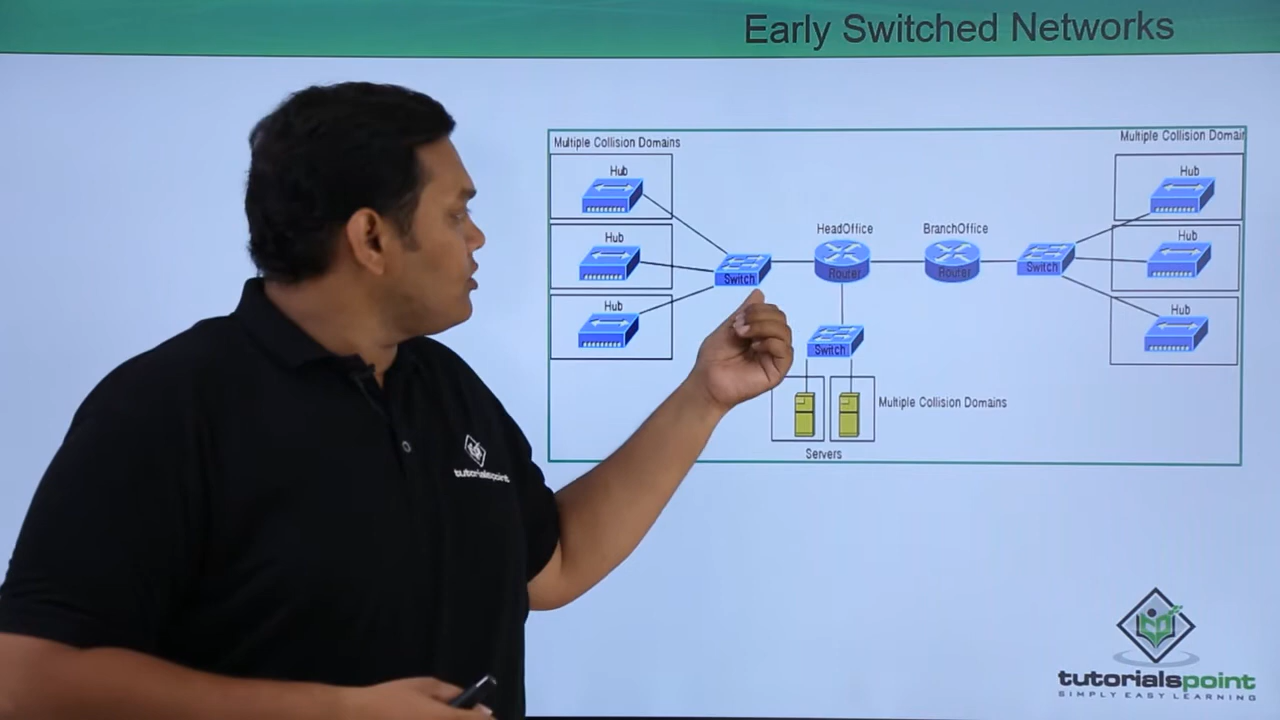 Early Switched Networks
Multiple Collision Domains
Multiple Collision Domain
Hub
Hub
Hub
Hub
Hub
Hub
Switch
HeadOffice
Router
BranchOffice
Router
Switch
Switch
Multiple Collision Domains
Servers
tutorialspoint
tutorialspoint
SIMPLY EASY LEARNING